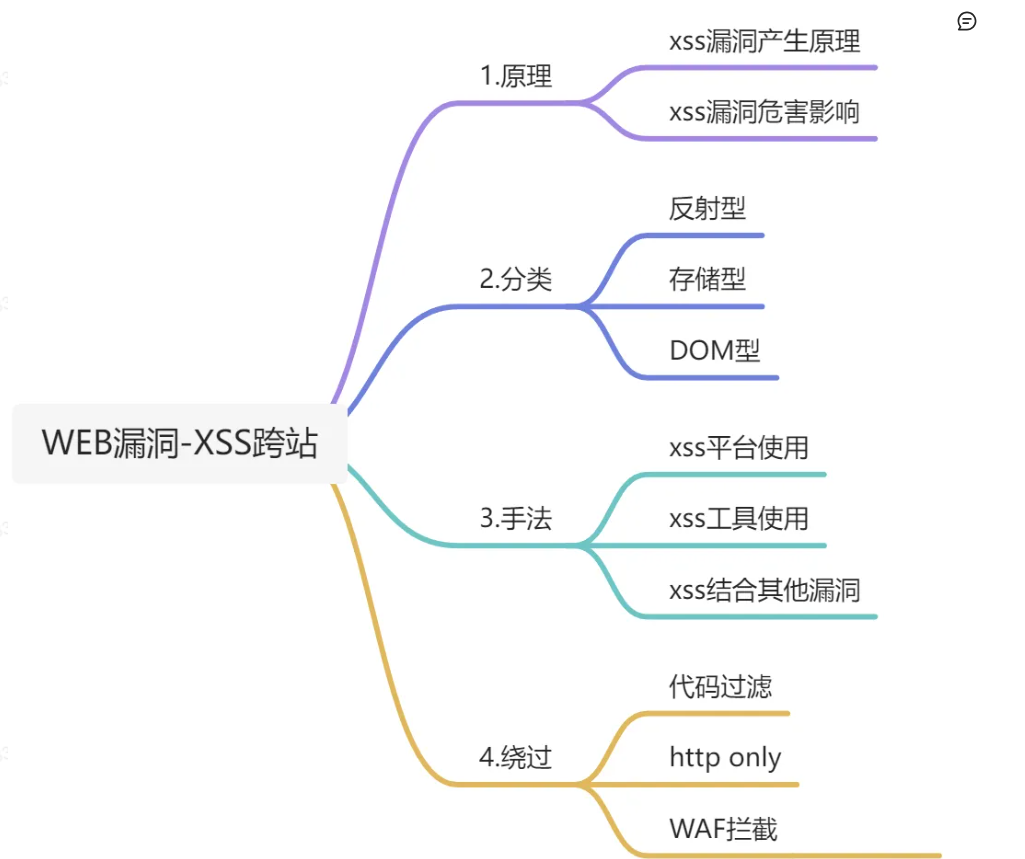 WEB漏洞-XSS跨站
1.原理
xss漏洞产生原理
xss漏洞危害影响
2.分类
反射型
存储型
DOM型
3.手法
xss平台使用
xss工具使用
xss结合其他漏洞
4.绕过
代码过滤
http only
WAF拦截